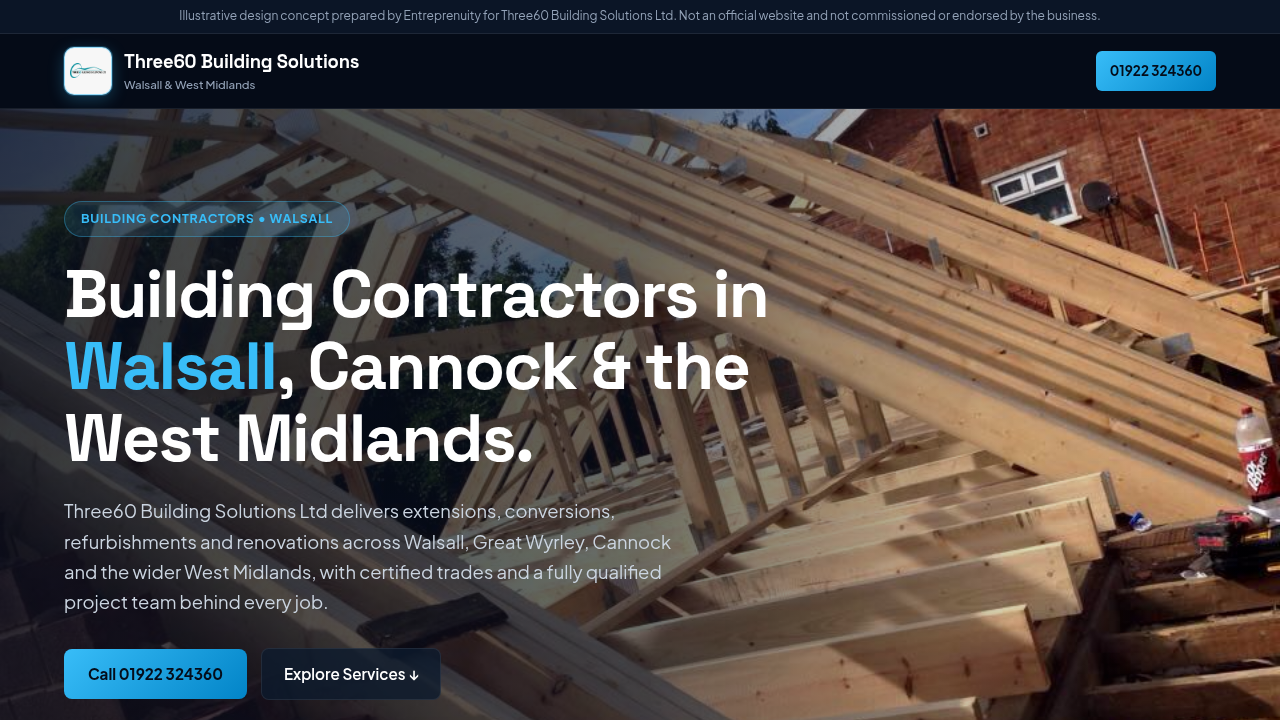 Illustrative design concept prepared by Entreprenuity for Three60 Building Solutions Ltd. Not an official website and not commissioned or endorsed by the business.
Three60 Building Solutions
Walsall & West Midlands
01922 324360
BUILDING CONTRACTORS • WALSALL
Building Contractors in
Walsall, Cannock & the
West Midlands.
Three60 Building Solutions Ltd delivers extensions, conversions,
refurbishments and renovations across Walsall, Great Wyrley, Cannock
and the wider West Midlands, with certified trades and a fully qualified
project team behind every job.
Call 01922 324360
Explore Services ↓